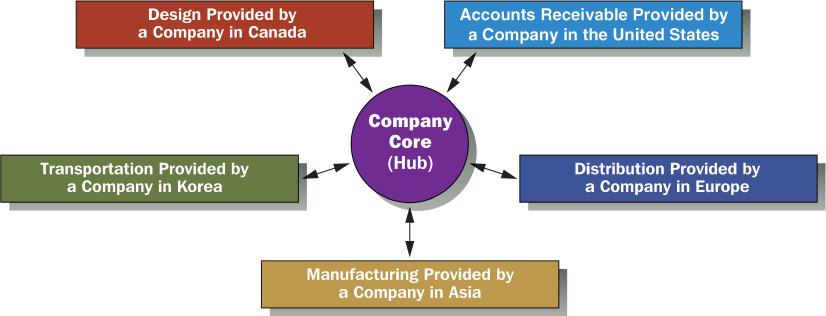 Design Provided by
a Company in Canada
Accounts Receivable Provided by
a Company in the United States
Company
Core
(Hub)
Transportation Provided by
a Company in Korea
Distribution Provided by
a Company in Europe
Manufacturing Provided by
a Company in Asia